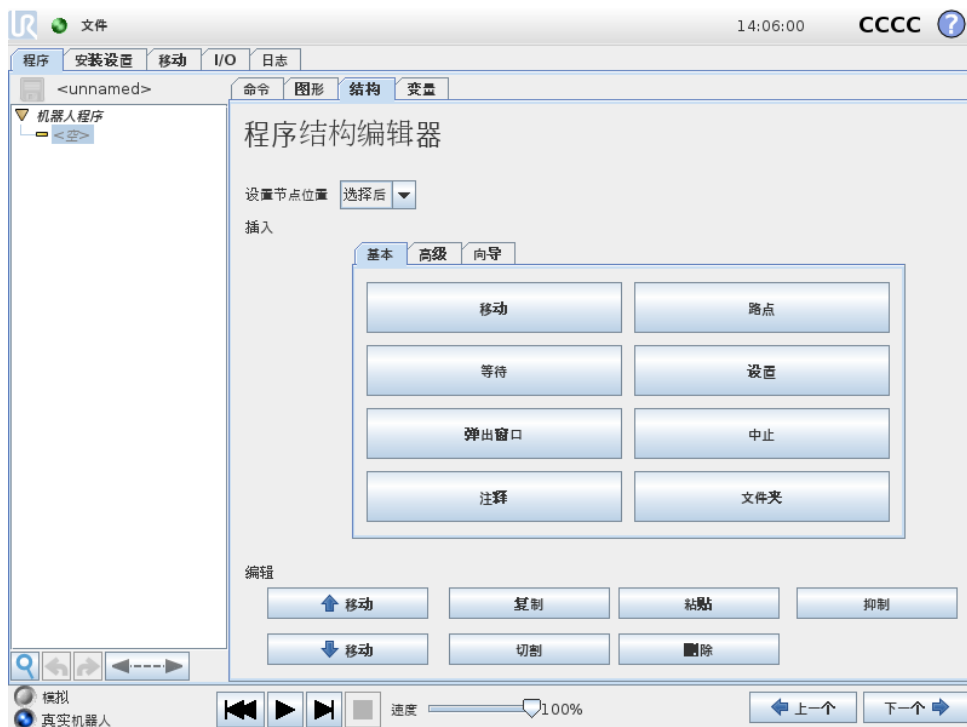 UR 文件 14:06:00 CCCC ?
程序 安装设置 移动 I/O 日志
<unnamed> 命令 图形 结构 变量
机器人程序
<空>
程序结构编辑器
设置节点位置 选择后
插入
基本 高级 向导
移动 路点
等待 设置
弹出窗口 中止
注释 文件夹
编辑
移动 复制 粘贴 抑制
移动 切割 删除
模拟
真实机器人
速度 100% 上一个 下一个